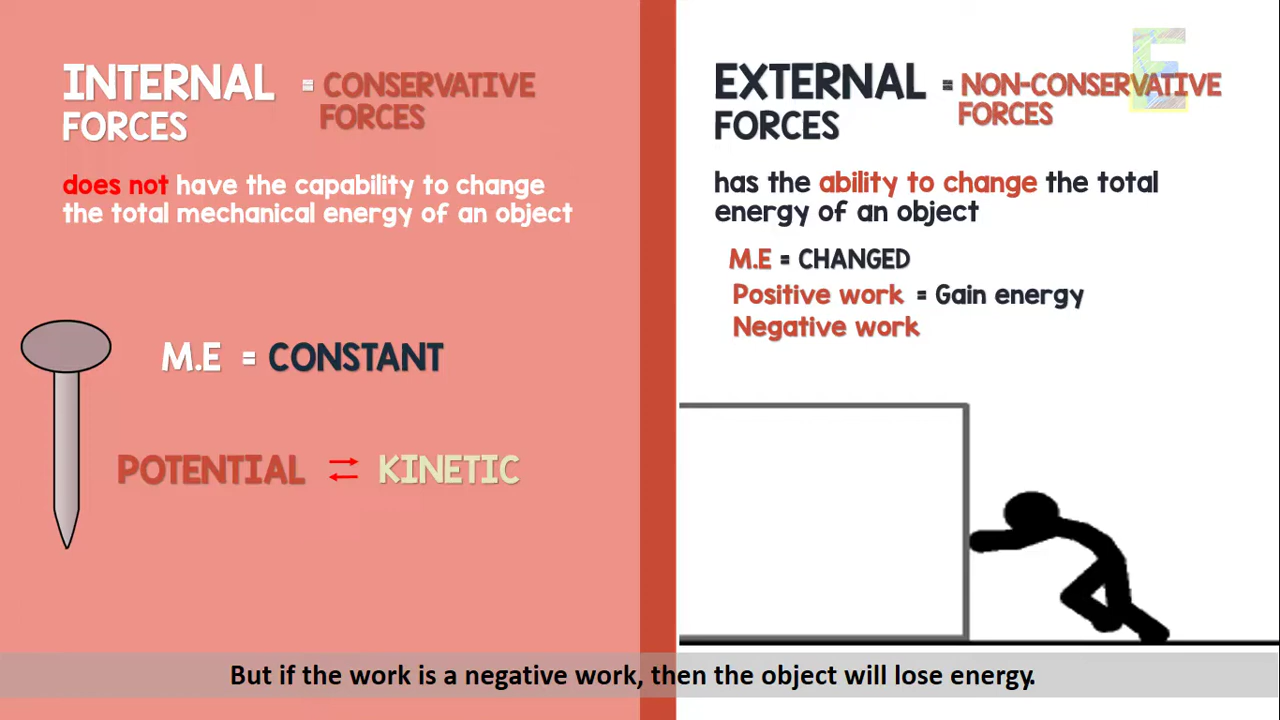 INTERNAL = CONSERVATIVE
FORCES FORCES
does not have the capability to change
the total mechanical energy of an object
M.E = CONSTANT
POTENTIAL ⇄ KINETIC
EXTERNAL = NON-CONSERVATIVE
FORCES FORCES
has the ability to change the total
energy of an object
M.E = CHANGED
Positive work = Gain energy
Negative work
E
But if the work is a negative work, then the object will lose energy.